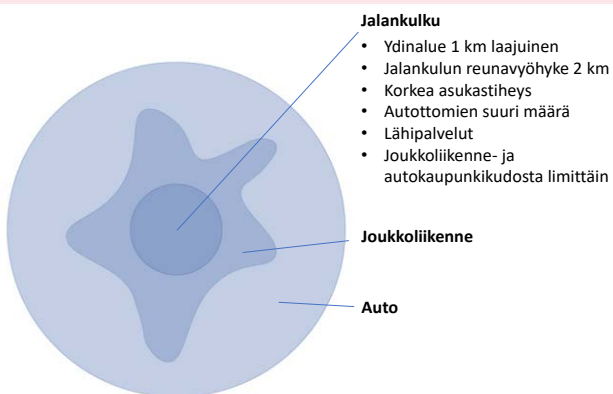 Jalankulku
• Ydinalue 1 km laajuinen
• Jalankulun reunavyöhyke 2 km
• Korkea asukastiheys
• Autottomien suuri määrä
• Lähipalvelut
• Joukkoliikenne- ja
autokaupunkikudosta limittäin
Joukkoliikenne
Auto